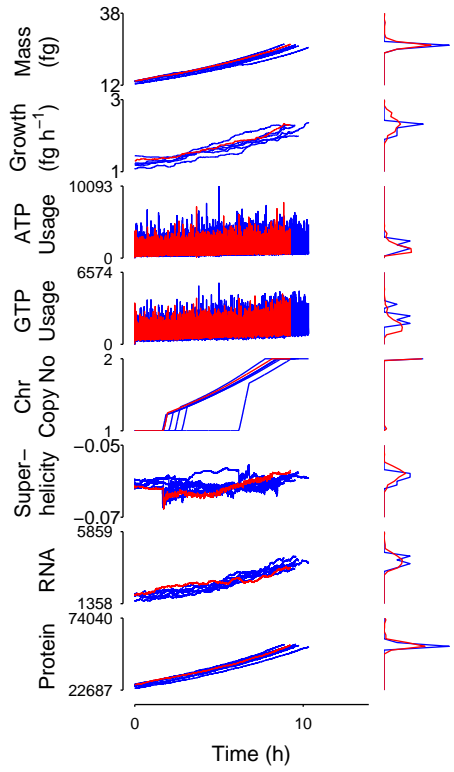 38
Mass
(fg)
12
3
Growth
(fg h−1)
1
10093
ATP
Usage
0
6574
GTP
Usage
0
2
Chr
Copy No
1
−0.05
Super−
helicity
−0.07
5859
RNA
1358
74040
Protein
22687
0 10
Time (h)